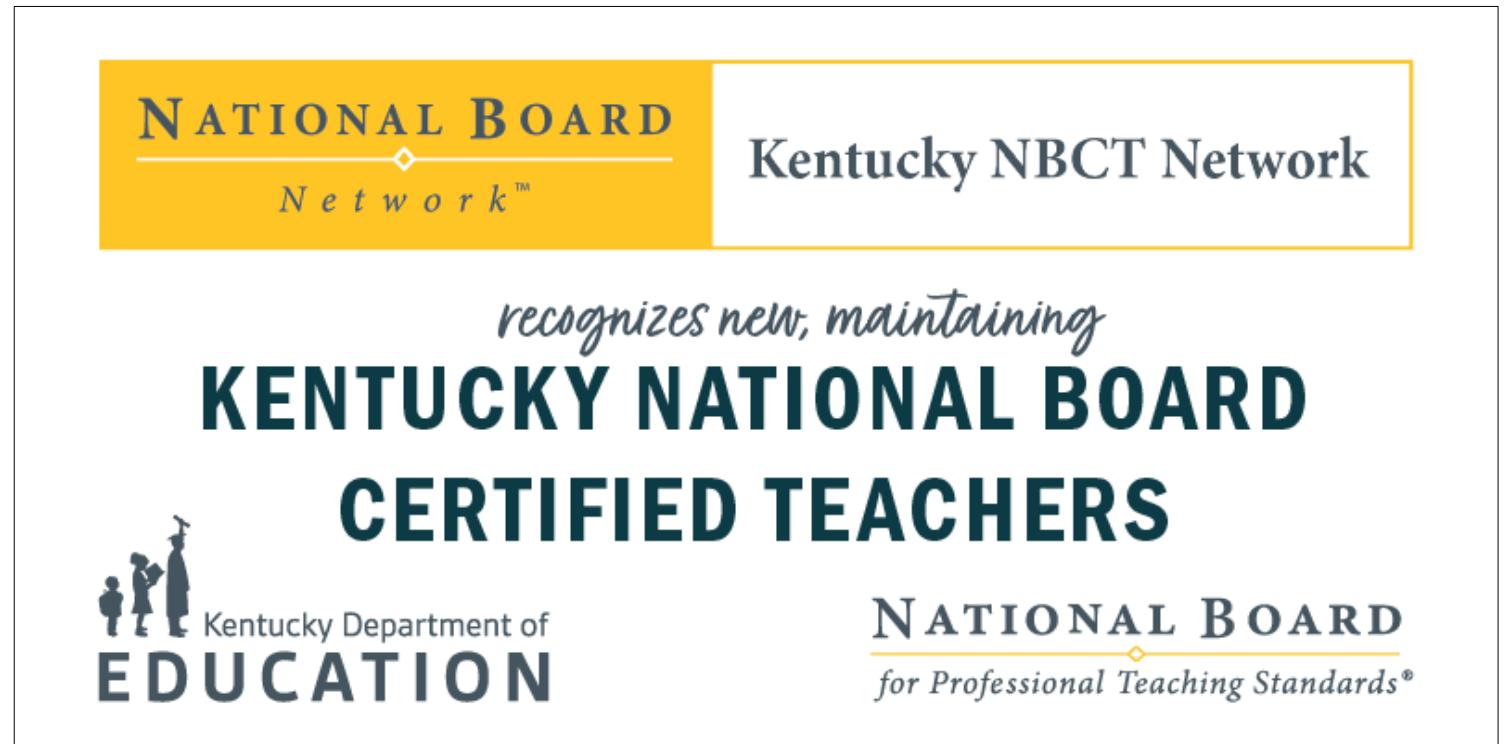 NATIONAL BOARD
Network™
Kentucky NBCT Network
recognizes new, maintaining
KENTUCKY NATIONAL BOARD
CERTIFIED TEACHERS
Kentucky Department of
EDUCATION
NATIONAL BOARD
for Professional Teaching Standards®